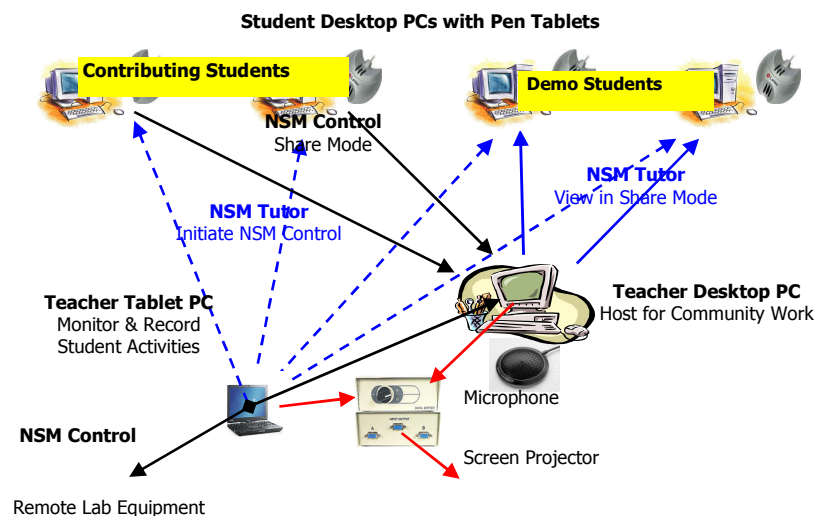 Student Desktop PCs with Pen Tablets
Contributing Students
Demo Students
NSM Control
Share Mode
NSM Tutor
View in Share Mode
NSM Tutor
Initiate NSM Control
Teacher Tablet PC
Monitor & Record
Student Activities
Teacher Desktop PC
Host for Community Work
Microphone
NSM Control
A
B
Screen Projector
Remote Lab Equipment